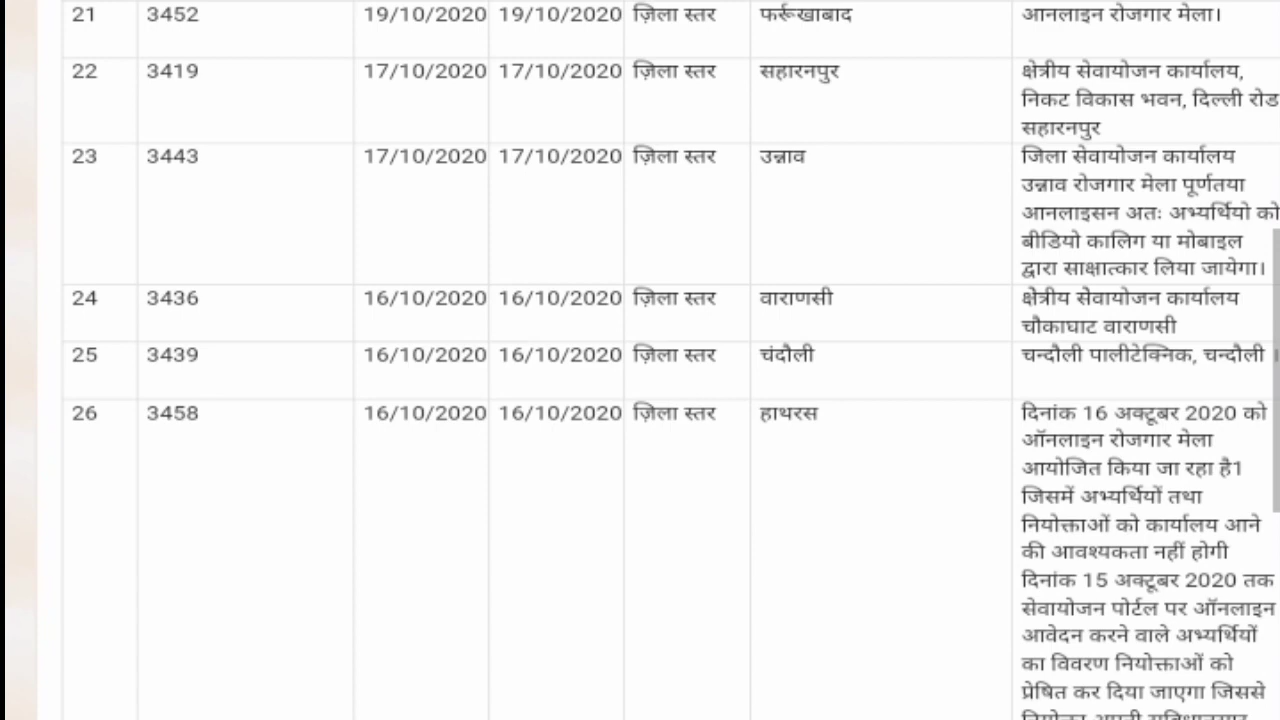 21 3452 19/10/2020 19/10/2020 ज़िला स्तर फर्रूखाबाद आनलाइन रोजगार मेला।
22 3419 17/10/2020 17/10/2020 ज़िला स्तर सहारनपुर क्षेत्रीय सेवायोजन कार्यालय,
निकट विकास भवन, दिल्ली रोड
सहारनपुर
23 3443 17/10/2020 17/10/2020 ज़िला स्तर उन्नाव जिला सेवायोजन कार्यालय
उन्नाव रोजगार मेला पूर्णतया
आनलाइसन अतः अभ्यर्थियो को
बीडियो कालिग या मोबाइल
द्वारा साक्षात्कार लिया जायेगा।
24 3436 16/10/2020 16/10/2020 ज़िला स्तर वाराणसी क्षेत्रीय सेवायोजन कार्यालय
चौकाघाट वाराणसी
25 3439 16/10/2020 16/10/2020 ज़िला स्तर चंदौली चन्दौली पालीटेक्निक, चन्दौली ।
26 3458 16/10/2020 16/10/2020 ज़िला स्तर हाथरस दिनांक 16 अक्टूबर 2020 को
ऑनलाइन रोजगार मेला
आयोजित किया जा रहा है1
जिसमें अभ्यर्थियों तथा
नियोक्ताओं को कार्यालय आने
की आवश्यकता नहीं होगी
दिनांक 15 अक्टूबर 2020 तक
सेवायोजन पोर्टल पर ऑनलाइन
आवेदन करने वाले अभ्यर्थियों
का विवरण नियोक्ताओं को
प्रेषित कर दिया जाएगा जिससे